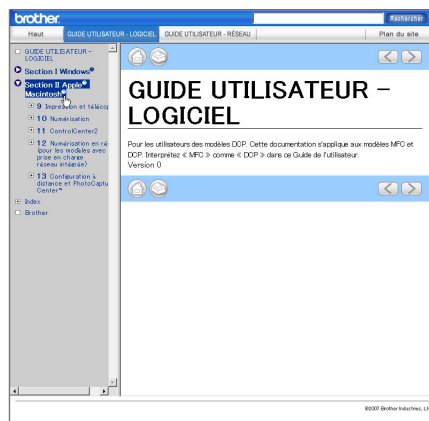 brother.
Rechercher
Haut
GUIDE UTILISATEUR - LOGICIEL
GUIDE UTILISATEUR - RÉSEAU
Plan du site
GUIDE UTILISATEUR -
LOGICIEL
Section I Windows®
Section II Apple®
Macintosh®
9 Impression et télécop
10 Numérisation
11 ControlCenter2
12 Numérisation en rés
(pour les modèles avec
prise en charge
réseau intégrée)
13 Configuration à
distance et PhotoCaptu
Center™
Index
Brother
GUIDE UTILISATEUR –
LOGICIEL
Pour les utilisateurs des modèles DCP. Cette documentation s'applique aux modèles MFC et
DCP. Interprétez « MFC » comme « DCP » dans ce Guide de l'utilisateur.
Version 0
©2007 Brother Industries, Lt